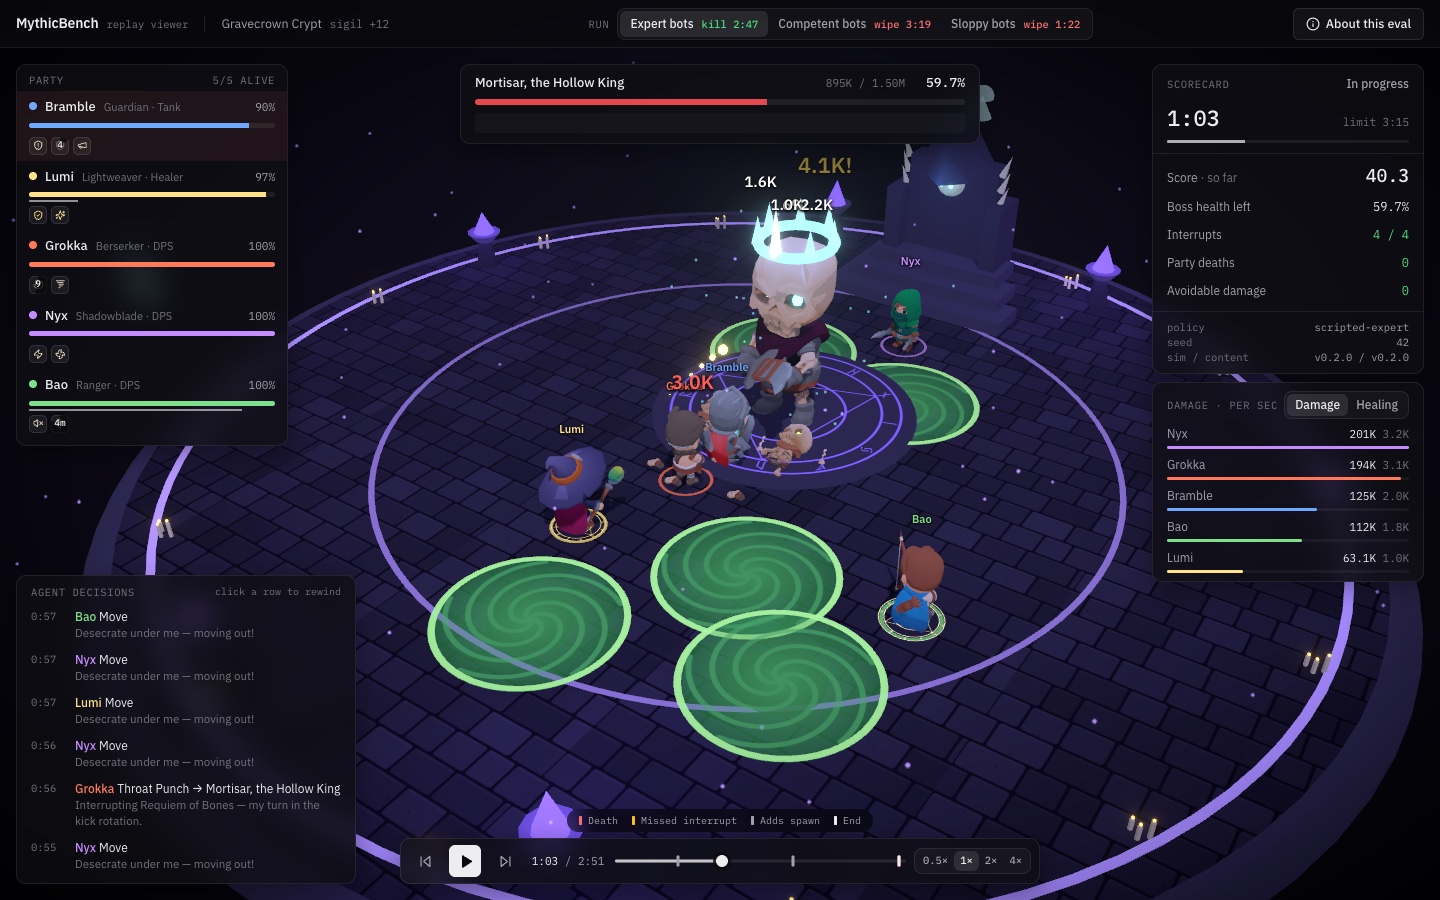 MythicBench replay viewer Gravecrown Crypt sigil +12 RUN Expert bots kill 2:47 Competent bots wipe 3:19 Sloppy bots wipe 1:22 About this eval
PARTY 5/5 ALIVE
Bramble Guardian · Tank 90%
4
Lumi Lightweaver · Healer 97%
Grokka Berserker · DPS 100%
9
Nyx Shadowblade · DPS 100%
Bao Ranger · DPS 100%
4m
Mortisar, the Hollow King 895K / 1.50M 59.7%
4.1K!
1.6K
1.0K 2.2K
Nyx
Bramble
3.0K
Lumi
Bao
SCORECARD In progress
1:03 limit 3:15
Score · so far 40.3
Boss health left 59.7%
Interrupts 4 / 4
Party deaths 0
Avoidable damage 0
policy scripted-expert
seed 42
sim / content v0.2.0 / v0.2.0
DAMAGE · PER SEC Damage Healing
Nyx 201K 3.2K
Grokka 194K 3.1K
Bramble 125K 2.0K
Bao 112K 1.8K
Lumi 63.1K 1.0K
AGENT DECISIONS click a row to rewind
0:57 Bao Move
Desecrate under me — moving out!
0:57 Nyx Move
Desecrate under me — moving out!
0:57 Lumi Move
Desecrate under me — moving out!
0:56 Nyx Move
Desecrate under me — moving out!
0:56 Grokka Throat Punch → Mortisar, the Hollow King
Interrupting Requiem of Bones — my turn in the
kick rotation.
0:55 Nyx Move
Desecrate under me — moving out!
Death Missed interrupt Adds spawn End
1:03 / 2:51 0.5× 1× 2× 4×